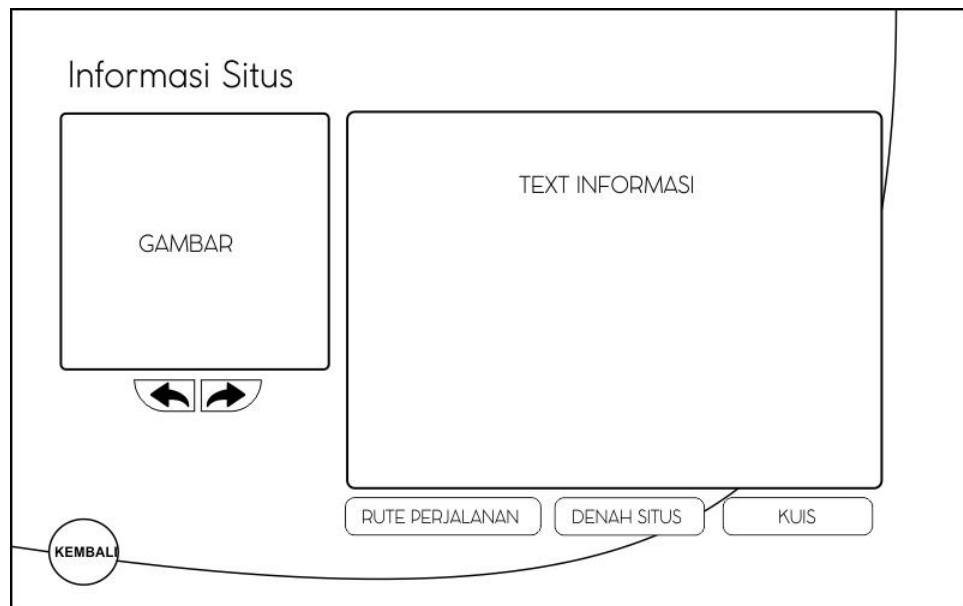 Informasi Situs
TEXT INFORMASI
GAMBAR
RUTE PERJALANAN
DENAH SITUS
KUIS
KEMBALI